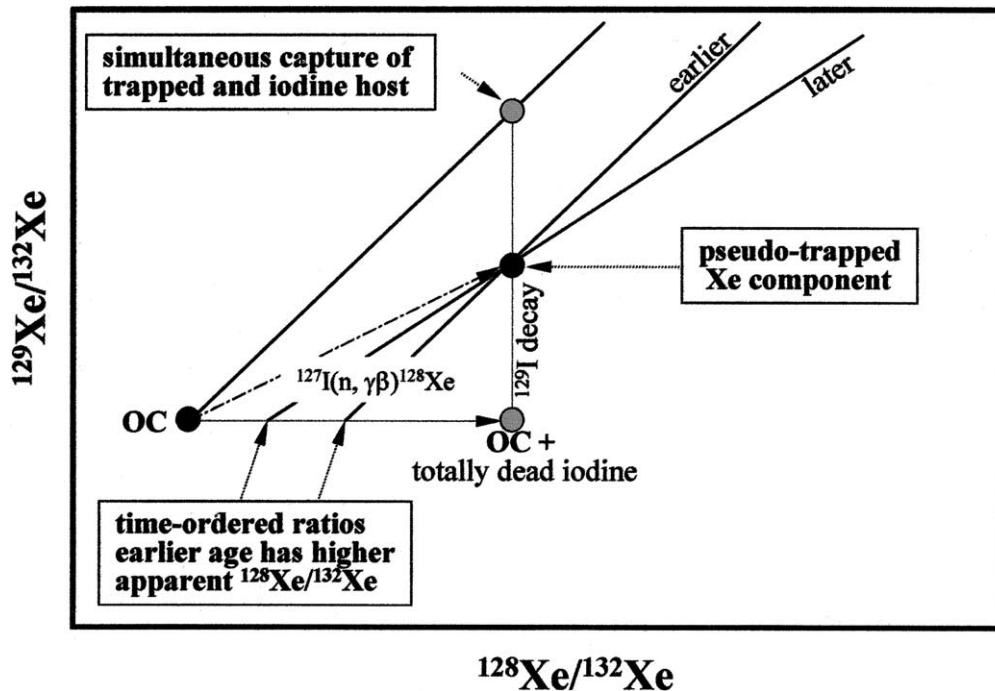 simultaneous capture of
trapped and iodine host
earlier
later
¹²⁹Xe/¹³²Xe
pseudo-trapped
Xe component
¹²⁹I decay
¹²⁷I(n, γβ)¹²⁸Xe
OC
OC +
totally dead iodine
time-ordered ratios
earlier age has higher
apparent ¹²⁸Xe/¹³²Xe
¹²⁸Xe/¹³²Xe